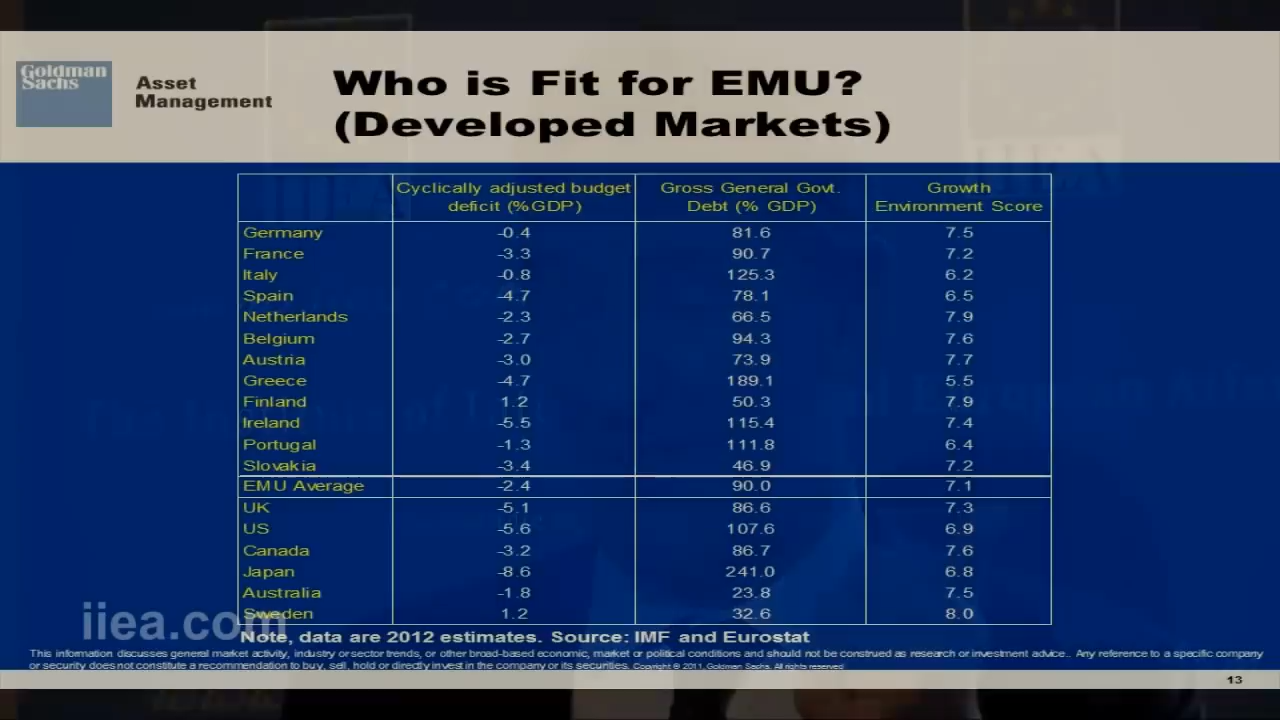 Goldman
Sachs
Asset
Management
Who is Fit for EMU?
(Developed Markets)
Cyclically adjusted budget deficit (%GDP) Gross General Govt. Debt (% GDP) Growth Environment Score
Germany -0.4 81.6 7.5
France -3.3 90.7 7.2
Italy -0.8 125.3 6.2
Spain -4.7 78.1 6.5
Netherlands -2.3 66.5 7.9
Belgium -2.7 94.3 7.6
Austria -3.0 73.9 7.7
Greece -4.7 189.1 5.5
Finland 1.2 50.3 7.9
Ireland -5.5 115.4 7.4
Portugal -1.3 111.8 6.4
Slovakia -3.4 46.9 7.2
EMU Average -2.4 90.0 7.1
UK -5.1 86.6 7.3
US -5.6 107.6 6.9
Canada -3.2 86.7 7.6
Japan -8.6 241.0 6.8
Australia -1.8 23.8 7.5
Sweden 1.2 32.6 8.0
iiea.com
Note, data are 2012 estimates. Source: IMF and Eurostat
This information discusses general market activity, industry or sector trends, or other broad-based economic, market or political conditions and should not be construed as research or investment advice.. Any reference to a specific company
or security does not constitute a recommendation to buy, sell, hold or directly invest in the company or its securities. Copyright © 2011, Goldman Sachs. All rights reserved
13